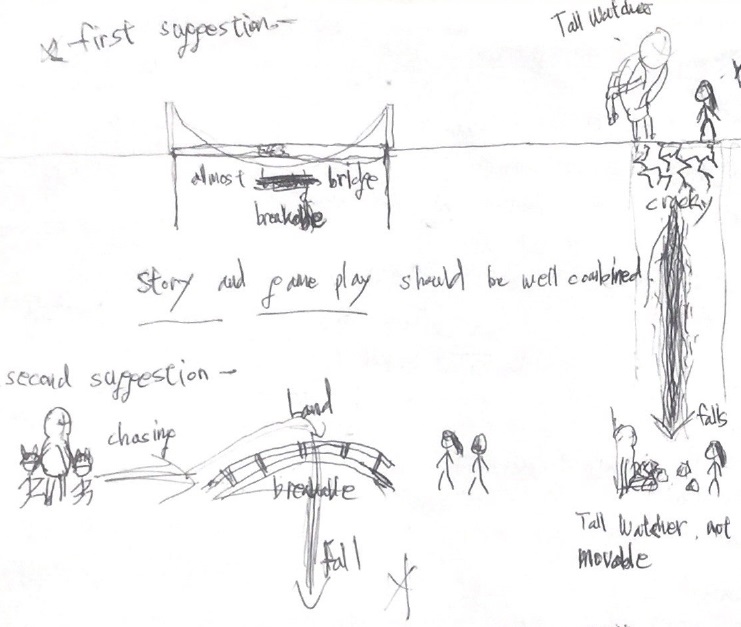 first suggestion-
Tall Watcher
almost bridge
breakable
cracky
story and game play should be well combined.
second suggestion-
chasing
breakable
fall
falls
Tall Watcher, not
movable